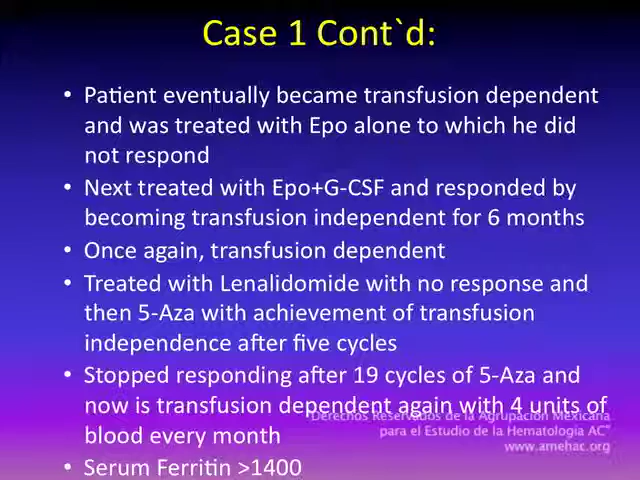 Case 1 Cont`d:
• Patient eventually became transfusion dependent
and was treated with Epo alone to which he did
not respond
• Next treated with Epo+G-CSF and responded by
becoming transfusion independent for 6 months
• Once again, transfusion dependent
• Treated with Lenalidomide with no response and
then 5-Aza with achievement of transfusion
independence after five cycles
• Stopped responding after 19 cycles of 5-Aza and
now is transfusion dependent again with 4 units of
"Derechos Reservados de la Agrupación Mexicana
blood every month
para el Estudio de la Hematología AC"
www.amehac.org
• Serum Ferritin >1400